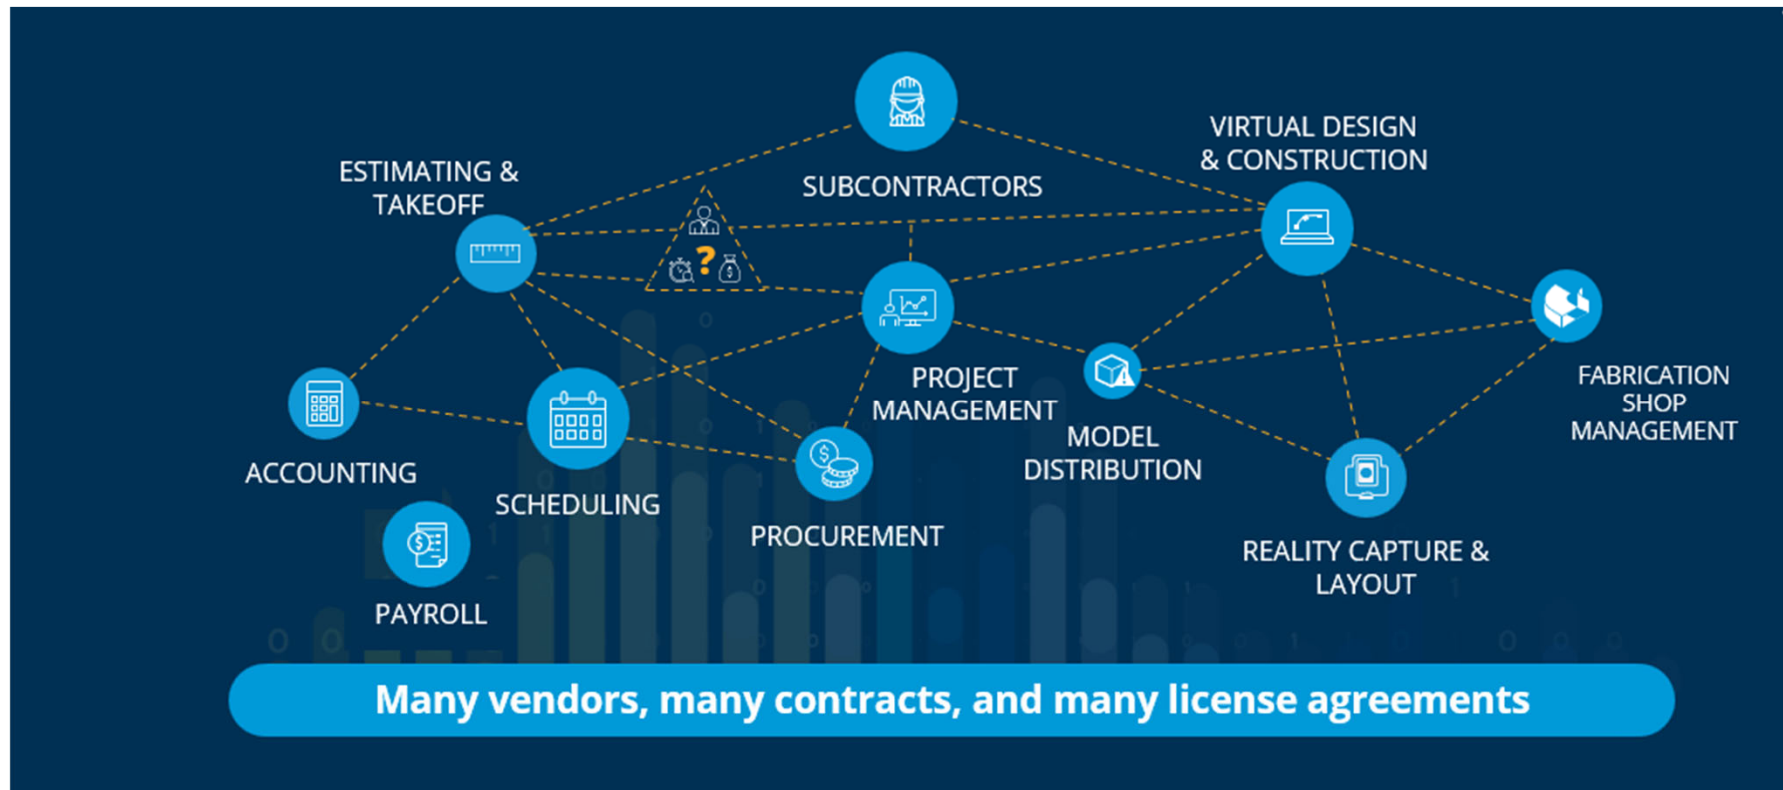 SUBCONTRACTORS
VIRTUAL DESIGN
& CONSTRUCTION
ESTIMATING &
TAKEOFF
?
$
PROJECT
MANAGEMENT
FABRICATION
SHOP
MANAGEMENT
MODEL
DISTRIBUTION
ACCOUNTING
SCHEDULING
$
PROCUREMENT
REALITY CAPTURE &
LAYOUT
$
PAYROLL
Many vendors, many contracts, and many license agreements